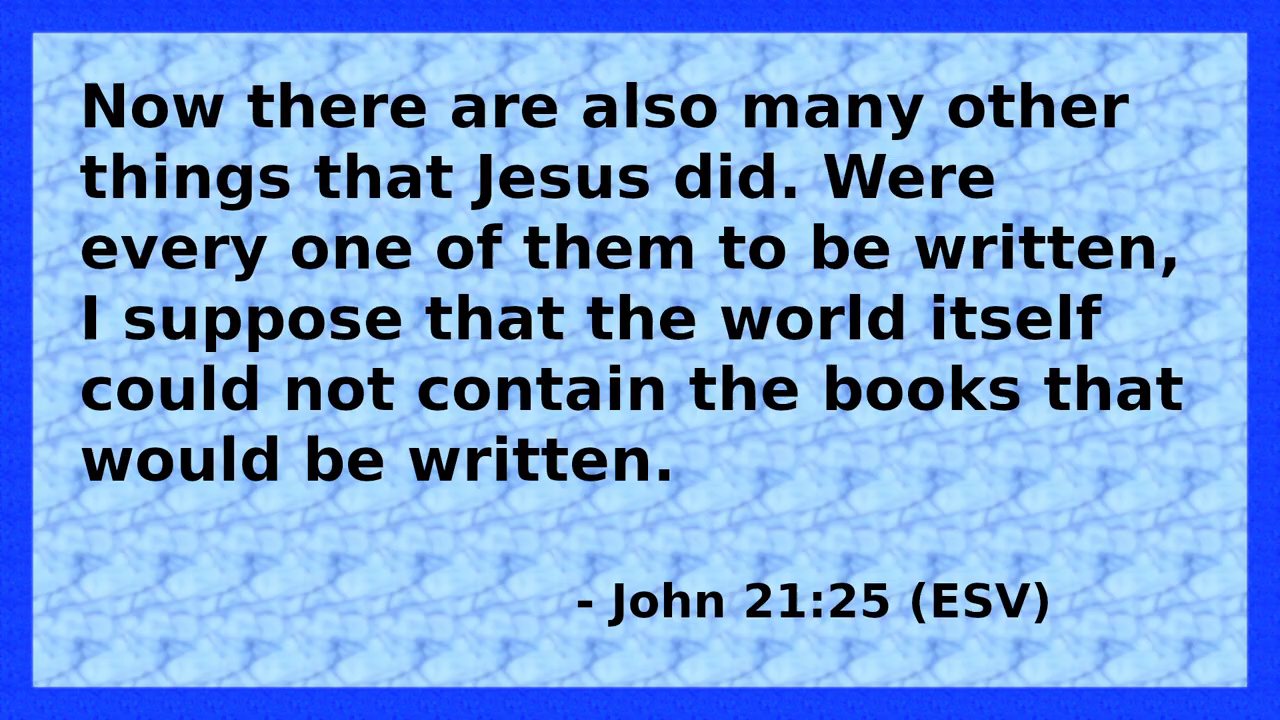 Now there are also many other
things that Jesus did. Were
every one of them to be written,
I suppose that the world itself
could not contain the books that
would be written.
- John 21:25 (ESV)